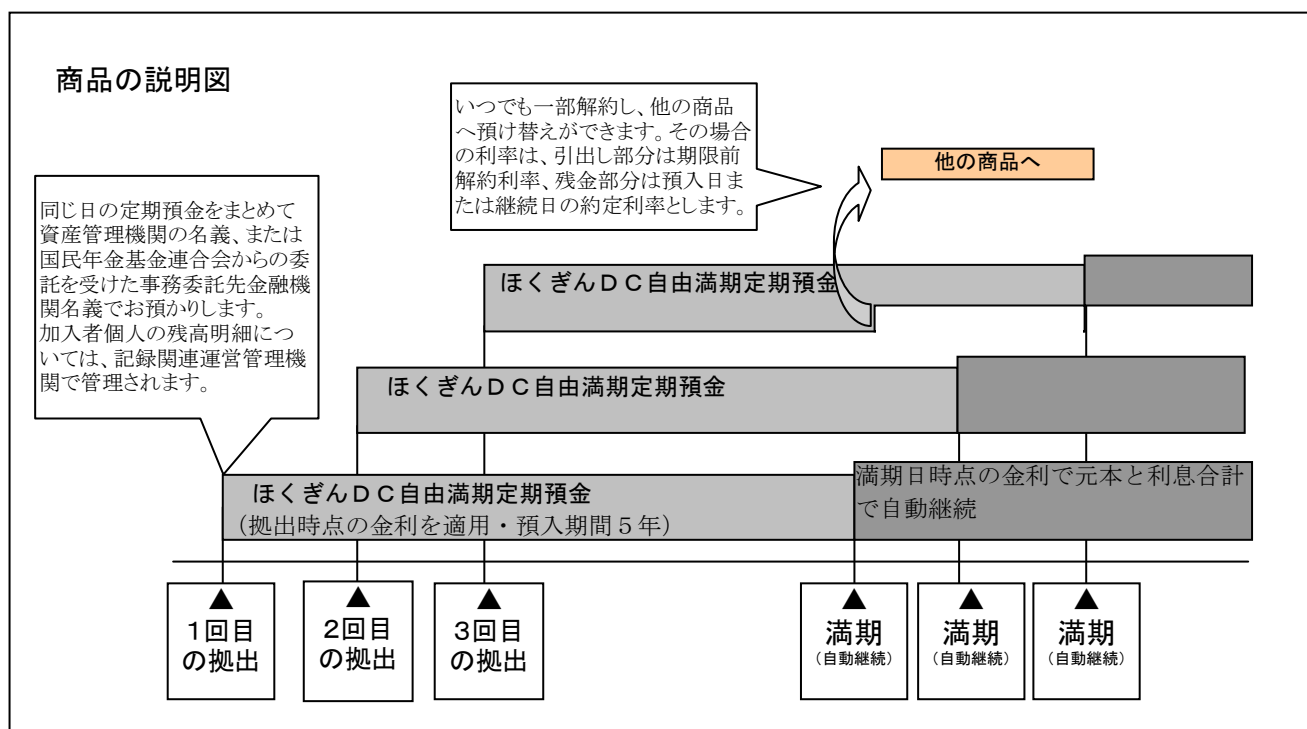 商品の説明図
いつでも一部解約し、他の商品
へ預け替えができます。その場合
の利率は、引出し部分は期限前
解約利率、残金部分は預入日ま
たは継続日の約定利率とします。
他の商品へ
同じ日の定期預金をまとめて
資産管理機関の名義、または
国民年金基金連合会からの委
託を受けた事務委託先金融機
関名義でお預かりします。
加入者個人の残高明細につ
いては、記録関連運営管理機
関で管理されます。
ほくぎんＤＣ自由満期定期預金
ほくぎんＤＣ自由満期定期預金
ほくぎんＤＣ自由満期定期預金
（拠出時点の金利を適用・預入期間５年）
満期日時点の金利で元本と利息合計
で自動継続
▲
1回目
の拠出
▲
2回目
の拠出
▲
3回目
の拠出
▲
満期
（自動継続）
▲
満期
（自動継続）
▲
満期
（自動継続）